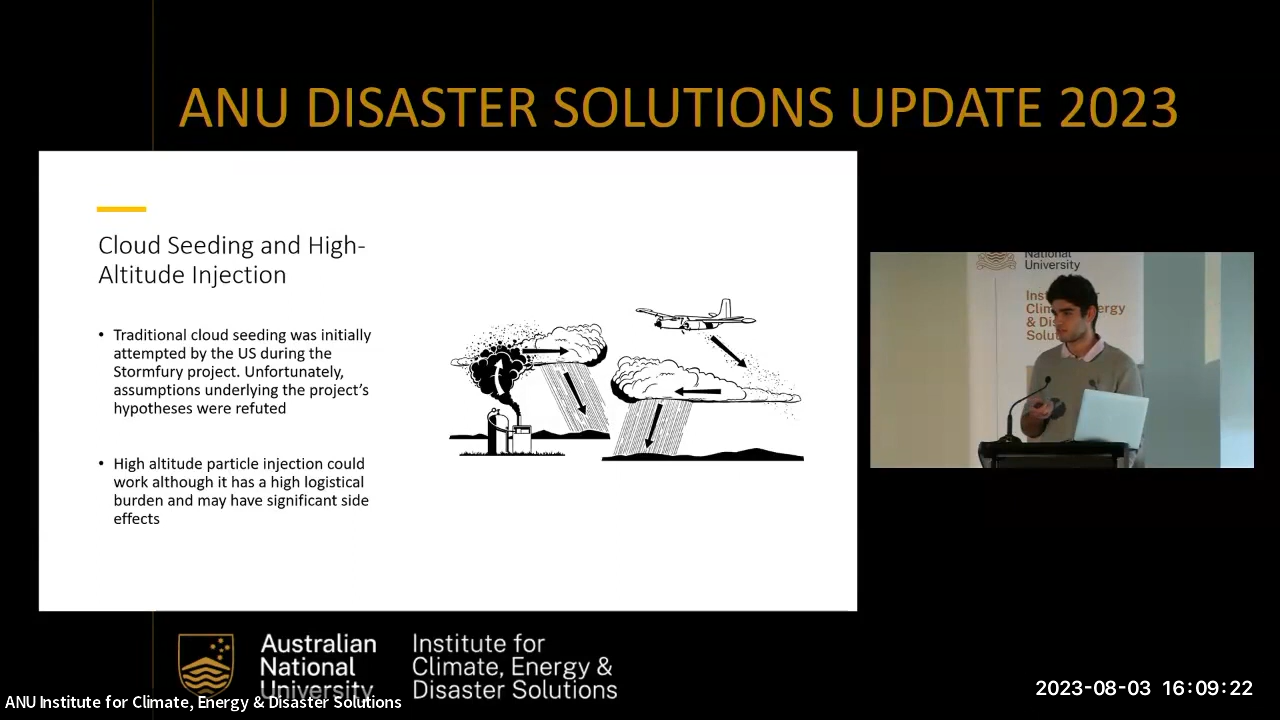 ANU DISASTER SOLUTIONS UPDATE 2023
Cloud Seeding and High-
Altitude Injection
• Traditional cloud seeding was initially
attempted by the US during the
Stormfury project. Unfortunately,
assumptions underlying the project's
hypotheses were refuted
• High altitude particle injection could
work although it has a high logistical
burden and may have significant side
effects
National
University
& Dis
Australian
National
University
Institute for
Climate, Energy &
Disaster Solutions
ANU Institute for Climate, Energy & Disaster Solutions
2023-08-03 16:09:22